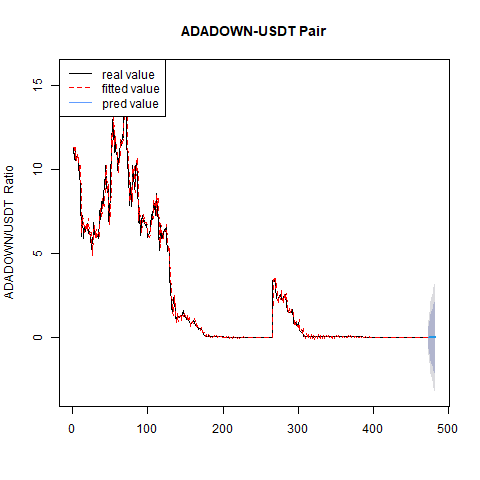 ADADOWN-USDT Pair
real value
fitted value
pred value
ADADOWN/USDT Ratio
15
10
5
0
0
100
200
300
400
500